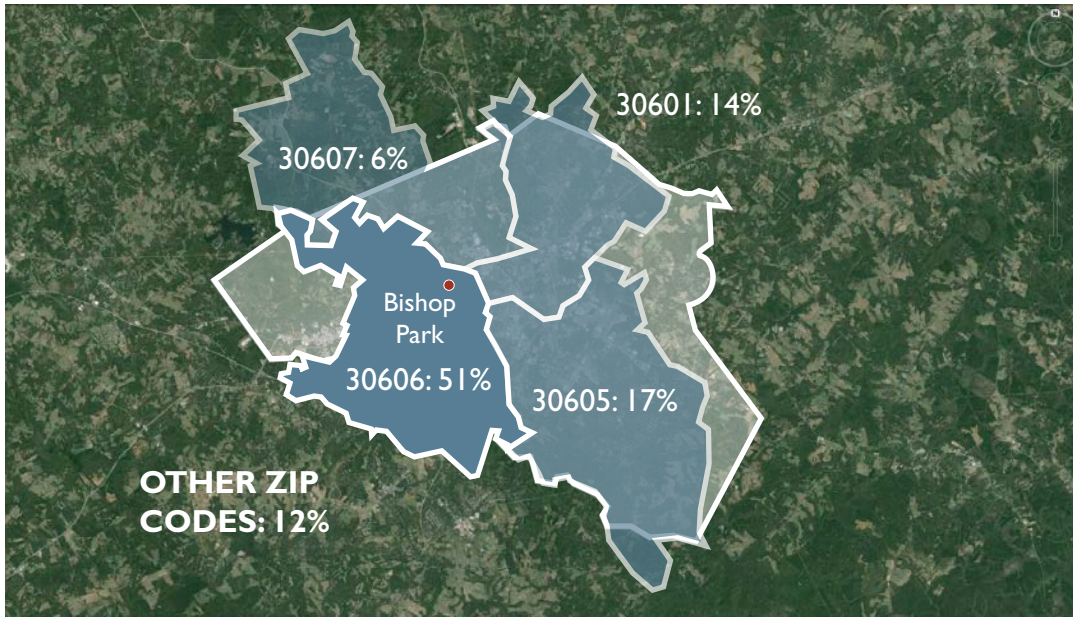 30601: 14%
30607: 6%
Bishop
Park
30606: 51%
30605: 17%
OTHER ZIP
CODES: 12%